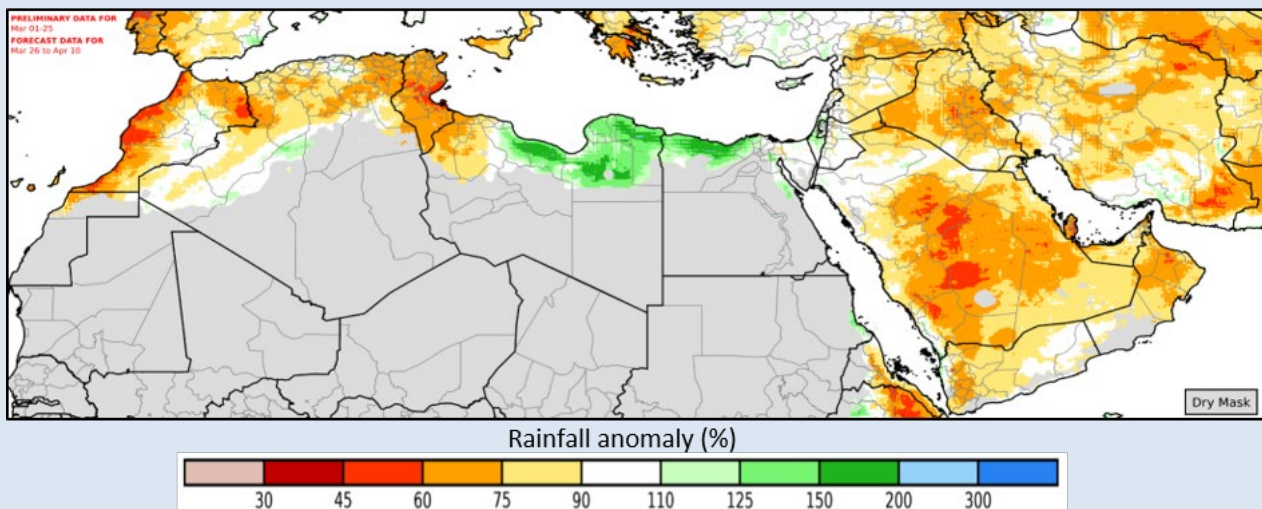 PRELIMINARY DATA FOR
Mar 01-25
FORECAST DATA FOR
Mar 26 to Apr 10
Dry Mask
Rainfall anomaly (%)
30 45 60 75 90 110 125 150 200 300